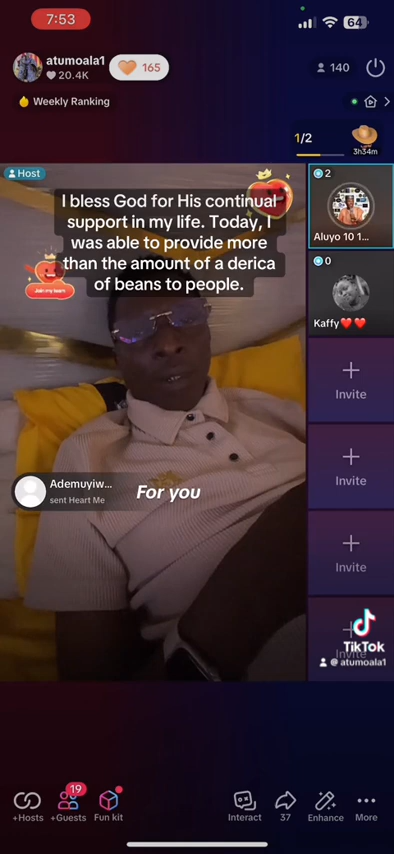 7:53
64
atumoala1
20.4K
165
140
Weekly Ranking
1/2
3h34m
Host
I bless God for His continual
support in my life. Today, I
was able to provide more
than the amount of a derica
of beans to people.
Join my team
2
Aluyo 10 1...
0
Kaffy❤️❤️
Invite
Invite
Invite
Invite
Ademuyiw...
sent Heart Me
For you
TikTok
@atumoala1
19
+Hosts
+Guests
Fun kit
Interact
37
Enhance
More